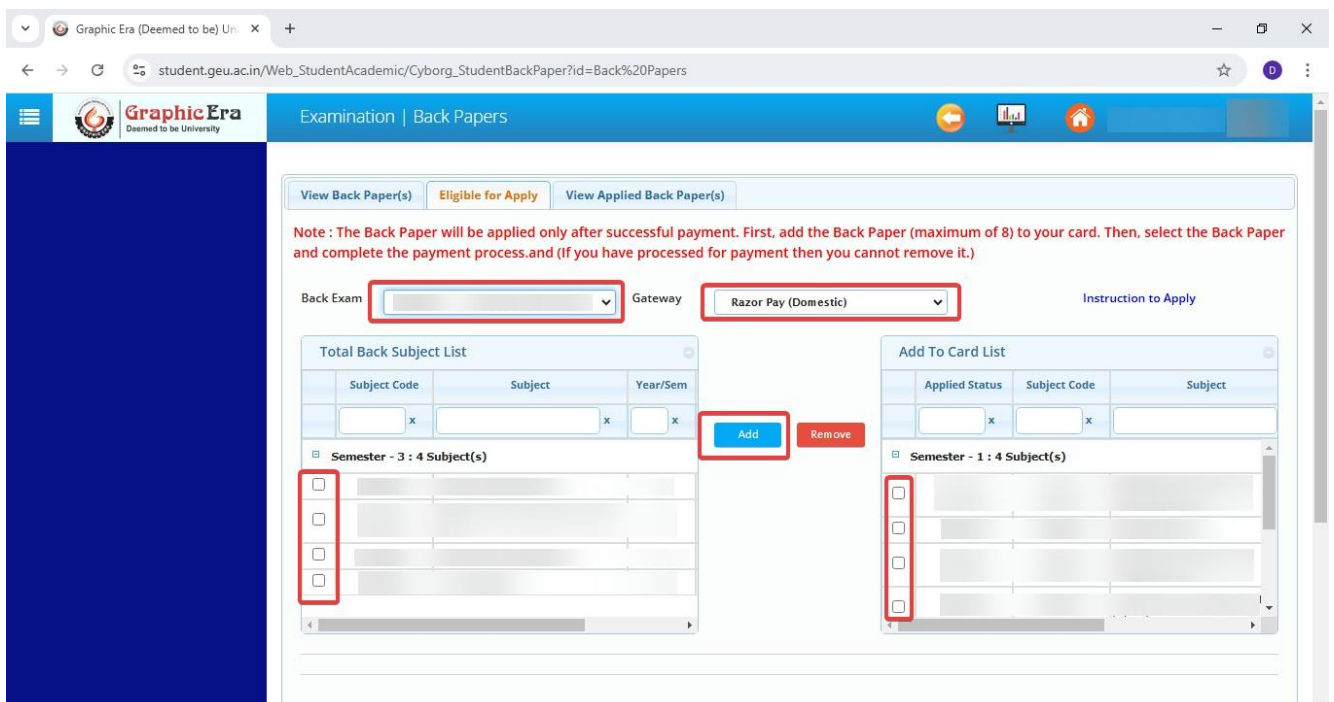 Graphic Era (Deemed to be) Un
student.geu.ac.in/Web_StudentAcademic/Cyborg_StudentBackPaper?id=Back%20Papers
D
Graphic Era
Deemed to be University
Examination | Back Papers
View Back Paper(s) Eligible for Apply View Applied Back Paper(s)
Note : The Back Paper will be applied only after successful payment. First, add the Back Paper (maximum of 8) to your card. Then, select the Back Paper
and complete the payment process.and (If you have processed for payment then you cannot remove it.)
Back Exam Gateway Razor Pay (Domestic) Instruction to Apply
Total Back Subject List Add To Card List
Subject Code Subject Year/Sem Applied Status Subject Code Subject
x x x x x
Add Remove
Semester - 3 : 4 Subject(s) Semester - 1 : 4 Subject(s)